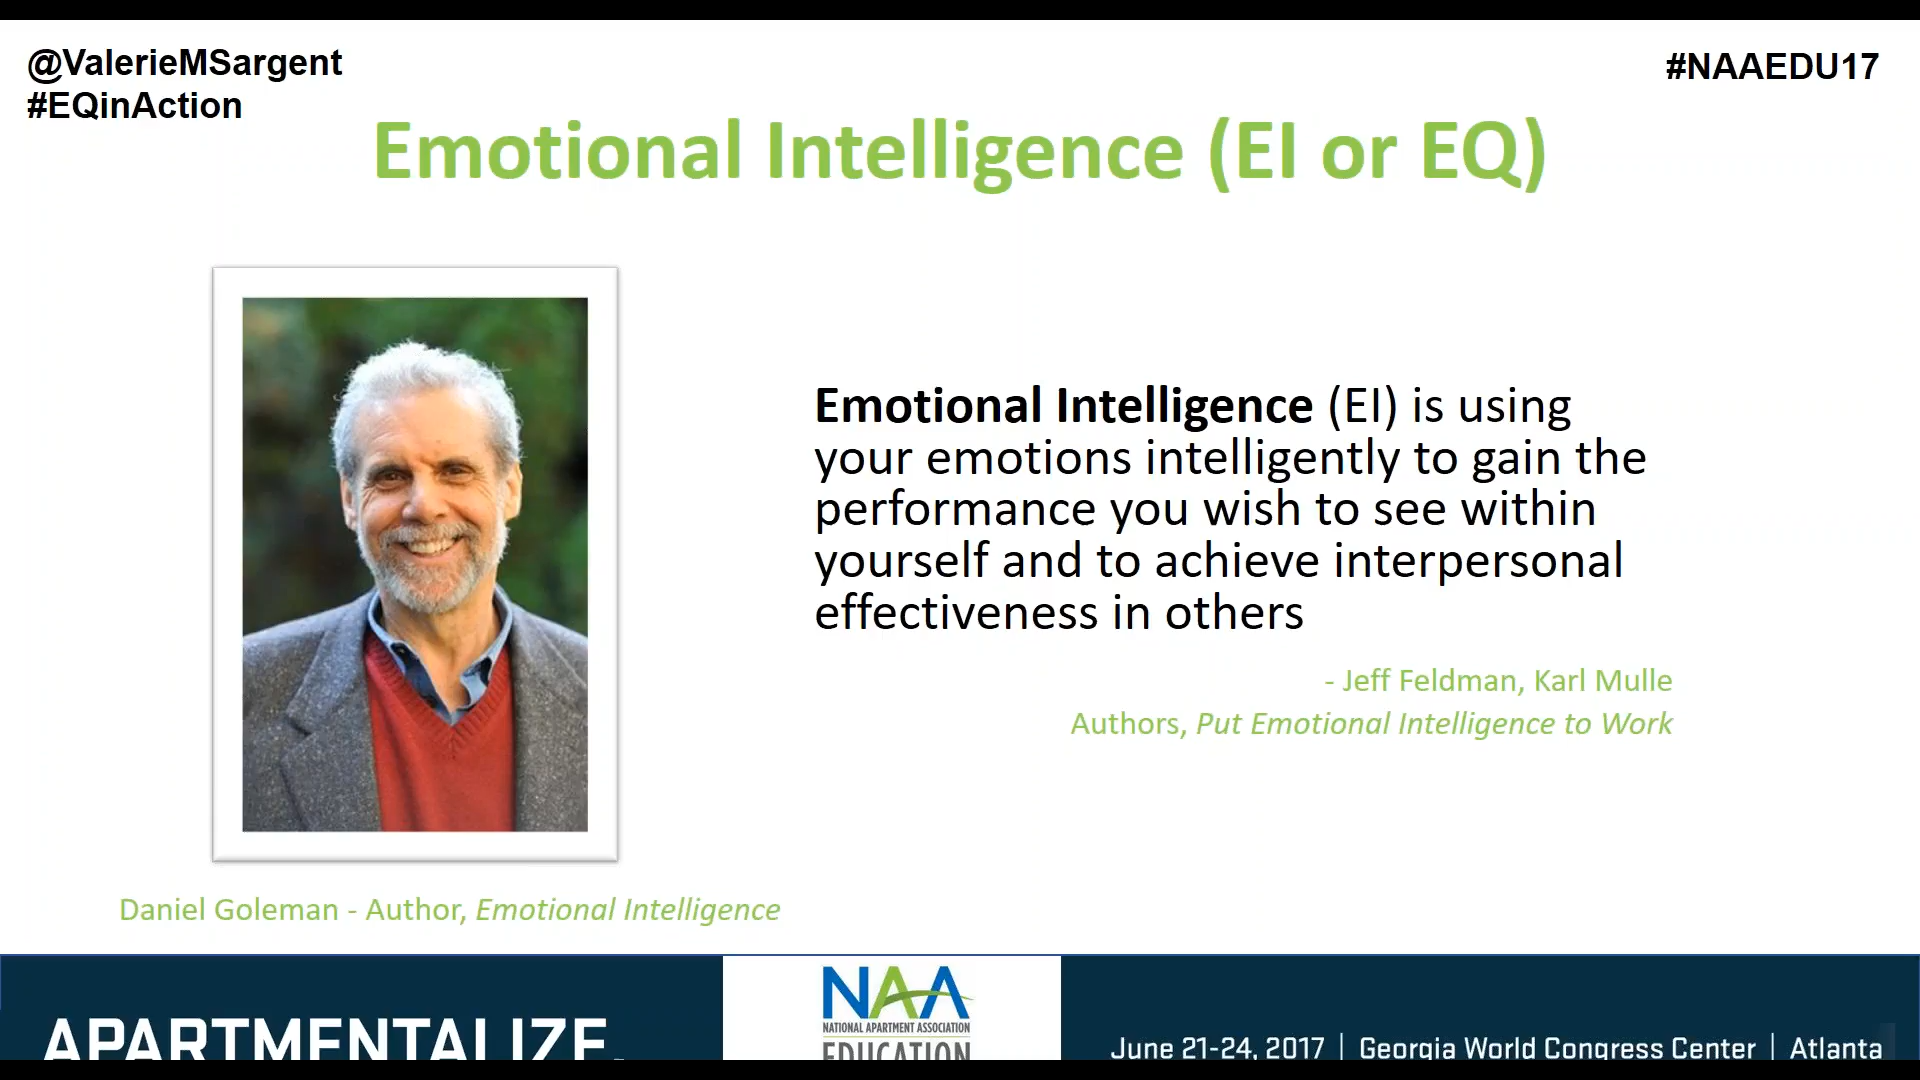 @ValerieMSargent
#EQinAction
#NAAEDU17
Emotional Intelligence (EI or EQ)
Emotional Intelligence (EI) is using
your emotions intelligently to gain the
performance you wish to see within
yourself and to achieve interpersonal
effectiveness in others
- Jeff Feldman, Karl Mulle
Authors, Put Emotional Intelligence to Work
Daniel Goleman - Author, Emotional Intelligence
APARTMENTALIZE.
NAA
NATIONAL APARTMENT ASSOCIATION
EDUCATION
June 21-24, 2017 | Georgia World Congress Center | Atlanta